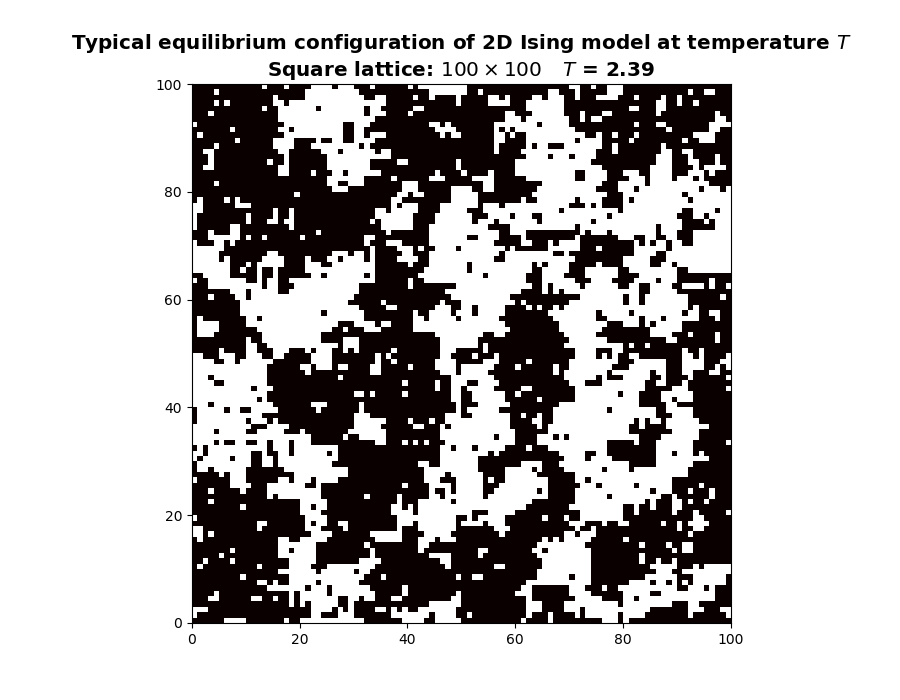 Typical equilibrium configuration of 2D Ising model at temperature T
Square lattice: 100 × 100 T = 2.39
100
80
60
40
20
0
0 20 40 60 80 100